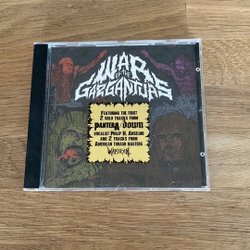 WAR
OF THE
GARGANTUAS
FEATURING THE FIRST
2 SOLO TRACKS FROM
PANTERA/DOWN
VOCALIST PHILIP H. ANSELMO
AND 2 TRACKS FROM
AMERICAN THRASH MASTERS
WARBEAST